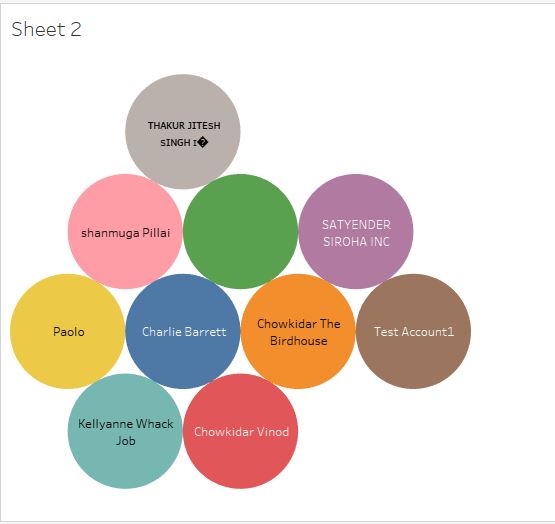 Sheet 2
THAKUR JITEsH
sINGH ɪ�
shanmuga Pillai
SATYENDER
SIROHA INC
Paolo
Charlie Barrett
Chowkidar The
Birdhouse
Test Account1
Kellyanne Whack
Job
Chowkidar Vinod